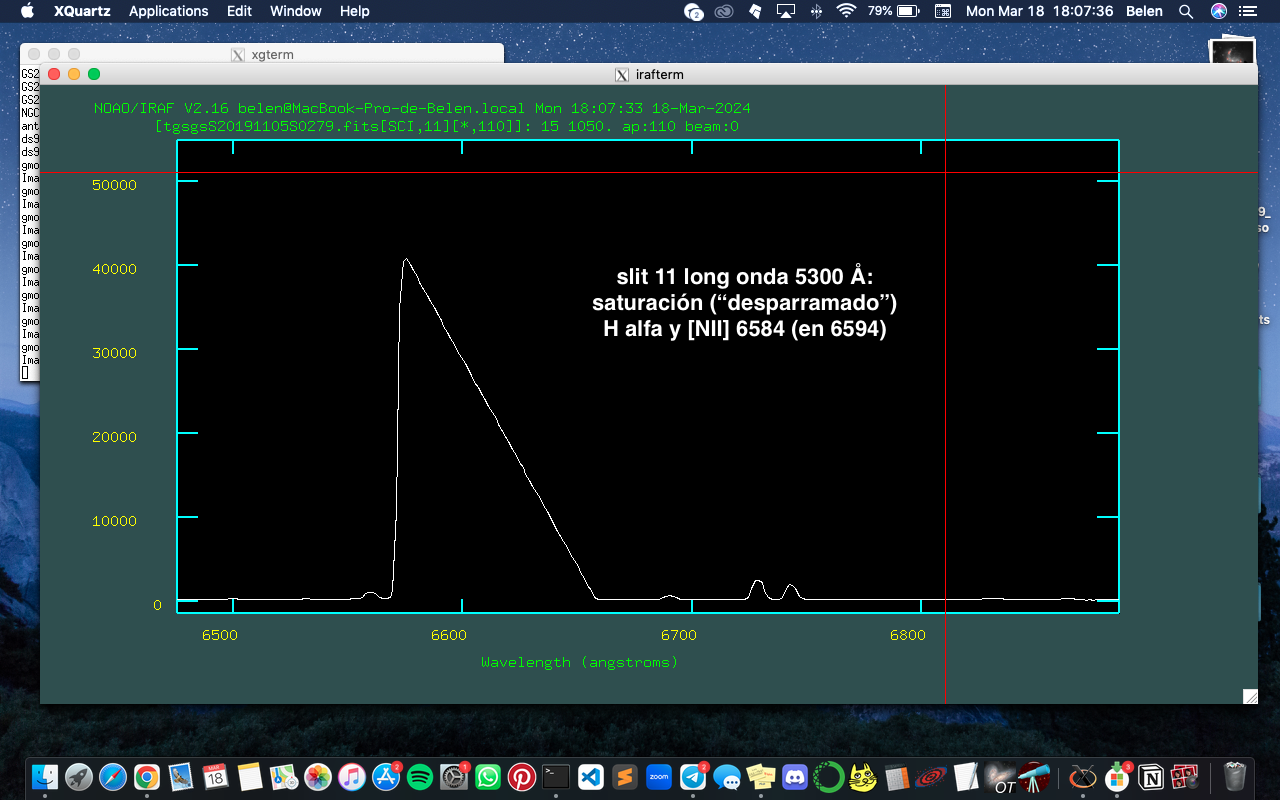 XQuartz Applications Edit Window Help 2 79% Mon Mar 18 18:07:36 Belen
xgterm
irafterm
GS2
GS2
GS2
NGC
ant
ds9
ds9
gmo
Ima
gmo
Ima
gmo
Ima
gmo
Ima
gmo
Ima
gmo
Ima
gmo
Ima
gmo
Ima
NOAO/IRAF V2.16 belen@MacBook-Pro-de-Belen.local Mon 18:07:33 18-Mar-2024
[tgsgsS20191105S0279.fits[SCI,11][*,110]]: 15 1050. ap:110 beam:0
50000
40000
30000
20000
10000
0
slit 11 long onda 5300 Å:
saturación (“desparramado”)
H alfa y [NII] 6584 (en 6594)
6500 6600 6700 6800
Wavelength (angstroms)
9_
so
ts
MAR
18
2
1
zoom
2
OT
3